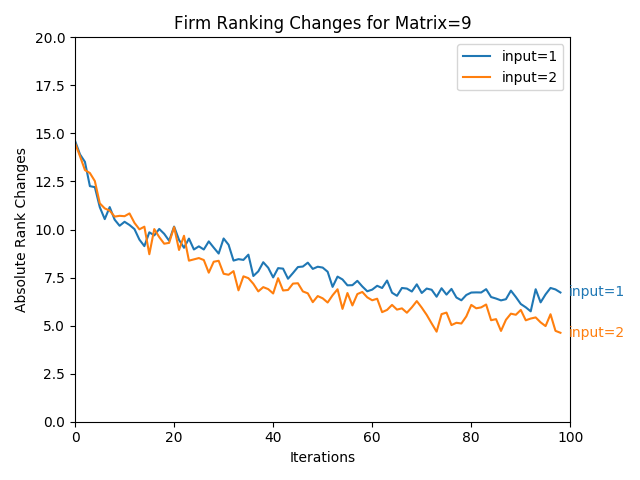 Firm Ranking Changes for Matrix=9
20.0
17.5
15.0
12.5
10.0
7.5
5.0
2.5
0.0
Absolute Rank Changes
input=1
input=2
input=1
input=2
0 20 40 60 80 100
Iterations